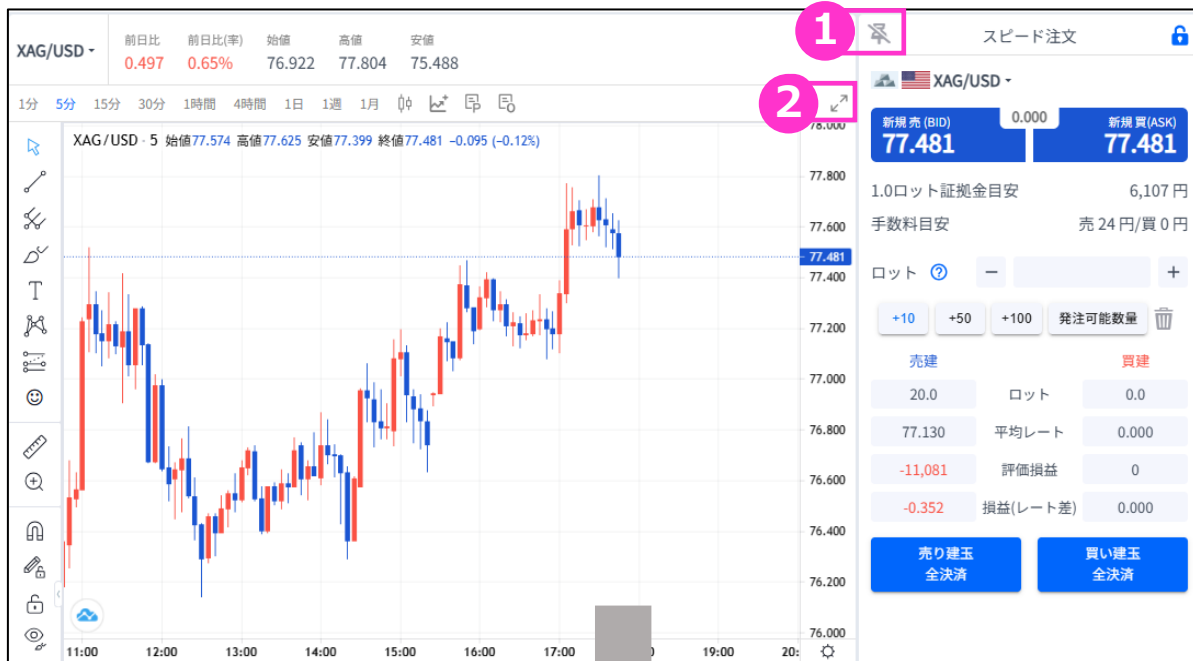 XAG/USD
前日比 前日比(率) 始値 高値 安値
0.497 0.65% 76.922 77.804 75.488
1
スピード注文
1分 5分 15分 30分 1時間 4時間 1日 1週 1月
2
XAG/USD · 5 始値77.574 高値77.625 安値77.399 終値77.481 −0.095 (−0.12%)
T
78.000
77.800
77.600
77.481
77.400
77.200
77.000
76.800
76.600
76.400
76.200
76.000
11:00 12:00 13:00 14:00 15:00 16:00 17:00 19:00 20:
XAG/USD
新規 売 (BID) 0.000 新規 買(ASK)
77.481 77.481
1.0ロット証拠金目安 6,107 円
手数料目安 売 24 円/買 0 円
ロット ? − +
+10 +50 +100 発注可能数量
売建 買建
20.0 ロット 0.0
77.130 平均レート 0.000
-11,081 評価損益 0
-0.352 損益(レート差) 0.000
売り建玉 買い建玉
全決済 全決済